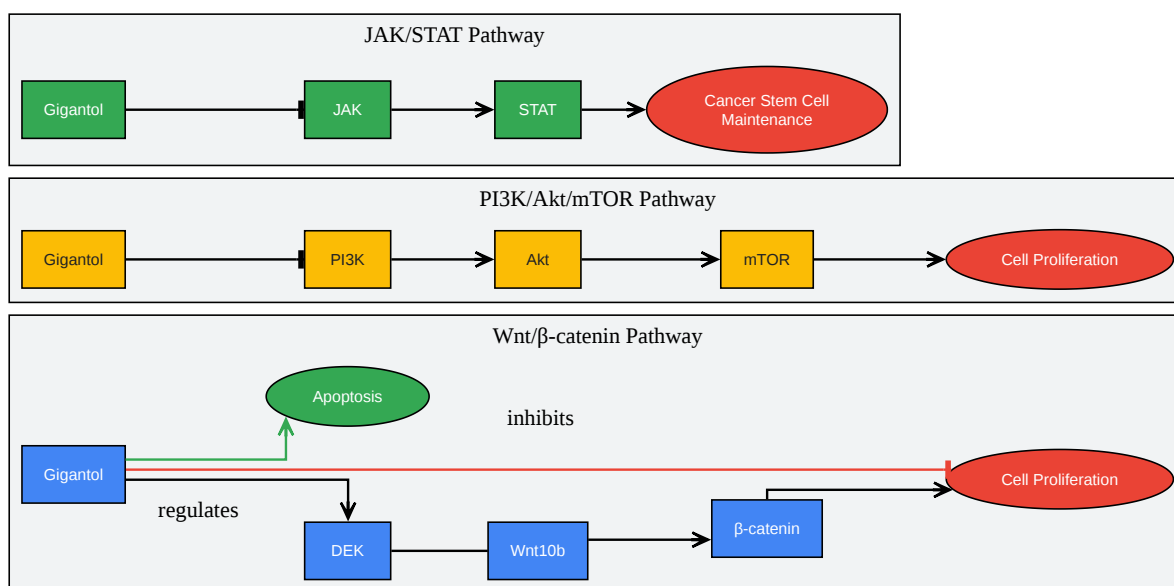 JAK/STAT Pathway
Gigantol
JAK
STAT
Cancer Stem Cell
Maintenance
PI3K/Akt/mTOR Pathway
Gigantol
PI3K
Akt
mTOR
Cell Proliferation
Wnt/β-catenin Pathway
Apoptosis
inhibits
Gigantol
Cell Proliferation
regulates
DEK
Wnt10b
β-catenin